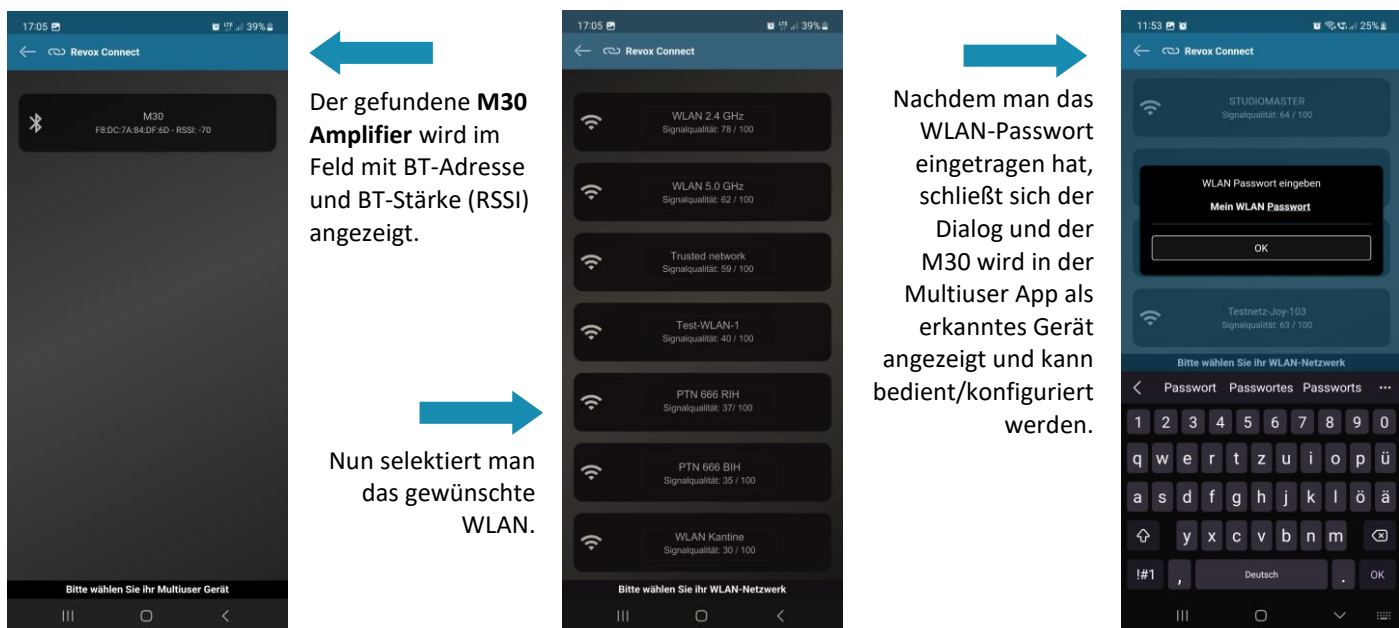 17:05
LTE 39%
Revox Connect
M30
F8:DC:7A:84:DF:6D - RSSI: -70
Bitte wählen Sie ihr Multiuser Gerät
Der gefundene M30
Amplifier wird im
Feld mit BT-Adresse
und BT-Stärke (RSSI)
angezeigt.
Nun selektiert man
das gewünschte
WLAN.
17:05
LTE 39%
Revox Connect
WLAN 2.4 GHz
Signalqualität: 78 / 100
WLAN 5.0 GHz
Signalqualität: 62 / 100
Trusted network
Signalqualität: 59 / 100
Test-WLAN-1
Signalqualität: 40 / 100
PTN 666 RIH
Signalqualität: 37/ 100
PTN 666 BIH
Signalqualität: 35 / 100
WLAN Kantine
Signalqualität: 30 / 100
Bitte wählen Sie ihr WLAN-Netzwerk
Nachdem man das
WLAN-Passwort
eingetragen hat,
schließt sich der
Dialog und der
M30 wird in der
Multiuser App als
erkanntes Gerät
angezeigt und kann
bedient/konfiguriert
werden.
11:53
25%
Revox Connect
STUDIOMASTER
Signalqualität: 64 / 100
WLAN Passwort eingeben
Mein WLAN Passwort
OK
Testnetz-Joy-103
Signalqualität: 63 / 100
Bitte wählen Sie ihr WLAN-Netzwerk
Passwort Passwortes Passworts ···
1 2 3 4 5 6 7 8 9 0
q w e r t z u i o p ü
a s d f g h j k l ö ä
y x c v b n m
!#1 , Deutsch . OK